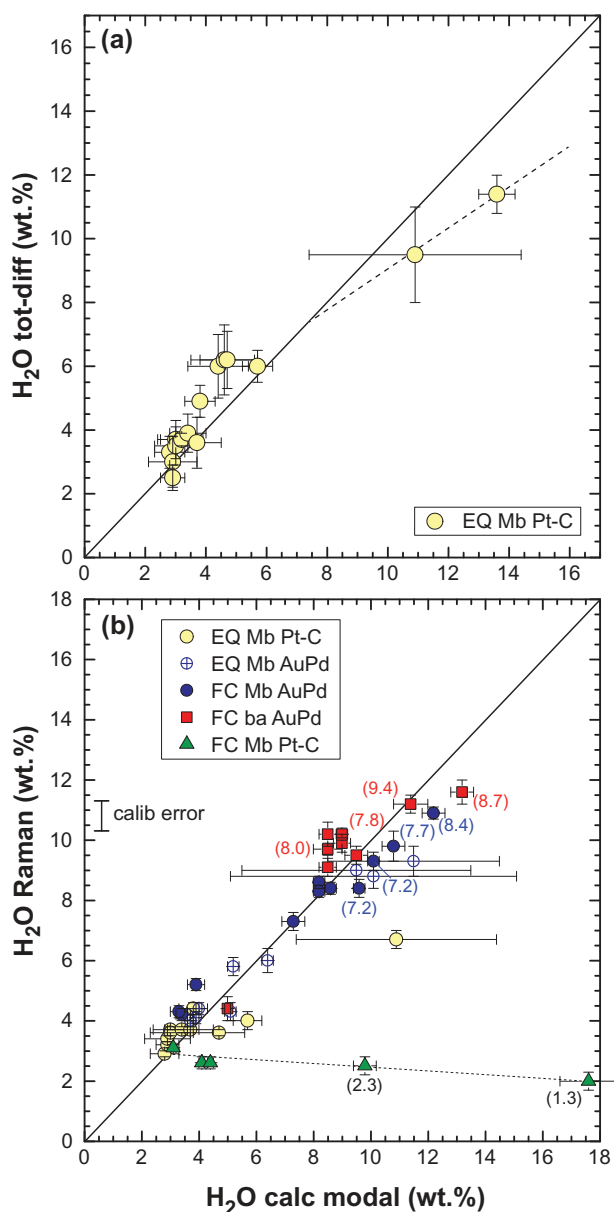 (a)
16
14
12
10
8
6
4
2
0
H₂O tot-diff (wt.%)
EQ Mb Pt-C
0 2 4 6 8 10 12 14 16
(b)
18
16
14
12
10
8
6
4
2
0
H₂O Raman (wt.%)
EQ Mb Pt-C
EQ Mb AuPd
FC Mb AuPd
FC ba AuPd
FC Mb Pt-C
calib error
(9.4)
(8.7)
(7.8)
(7.7)
(8.4)
(8.0)
(7.2)
(7.2)
(2.3)
(1.3)
0 2 4 6 8 10 12 14 16 18
H₂O calc modal (wt.%)